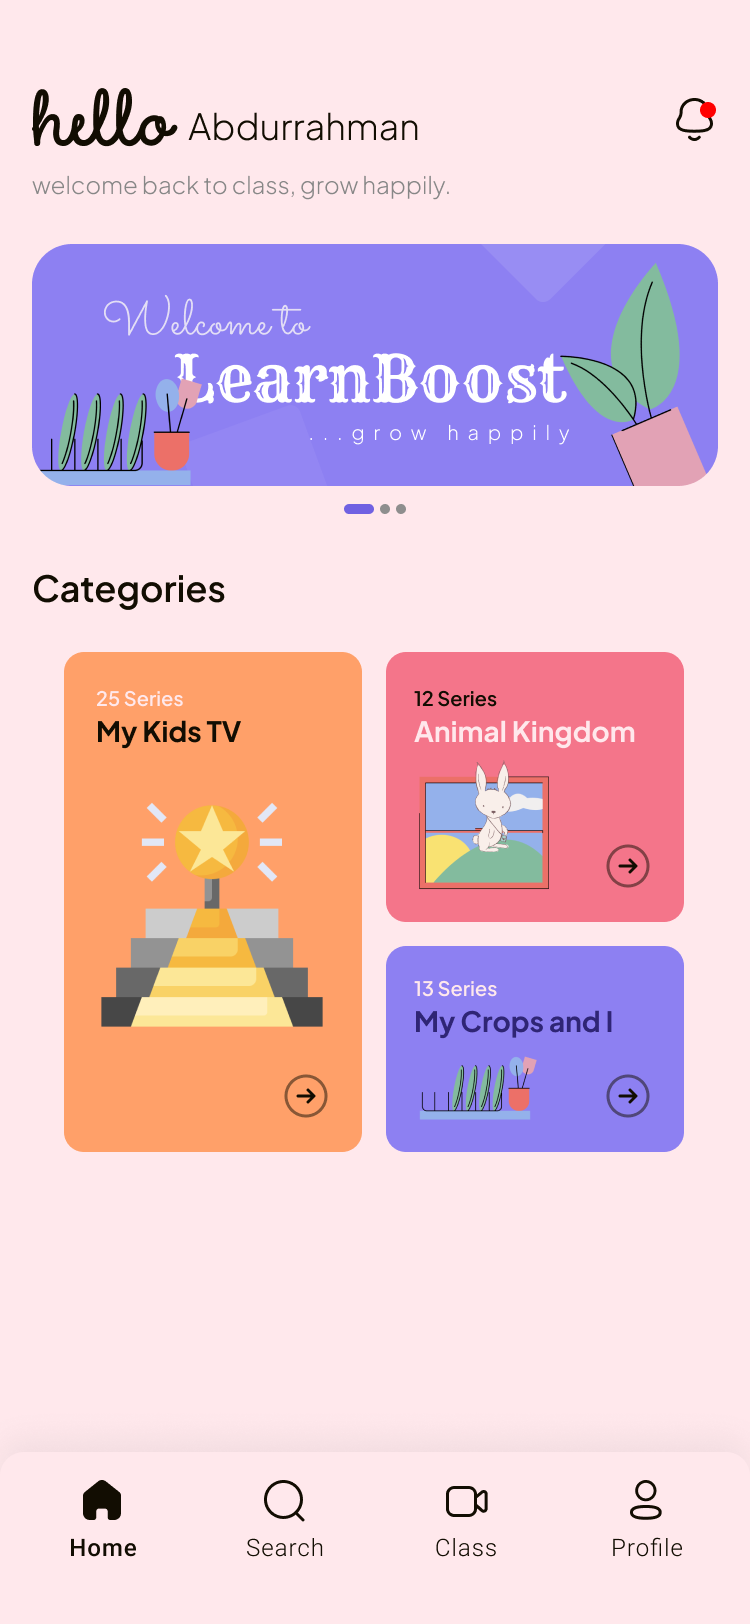 hello Abdurrahman
welcome back to class, grow happily.
Welcome to
LearnBoost
...grow happily
Categories
25 Series
My Kids TV
12 Series
Animal Kingdom
13 Series
My Crops and I
Home
Search
Class
Profile